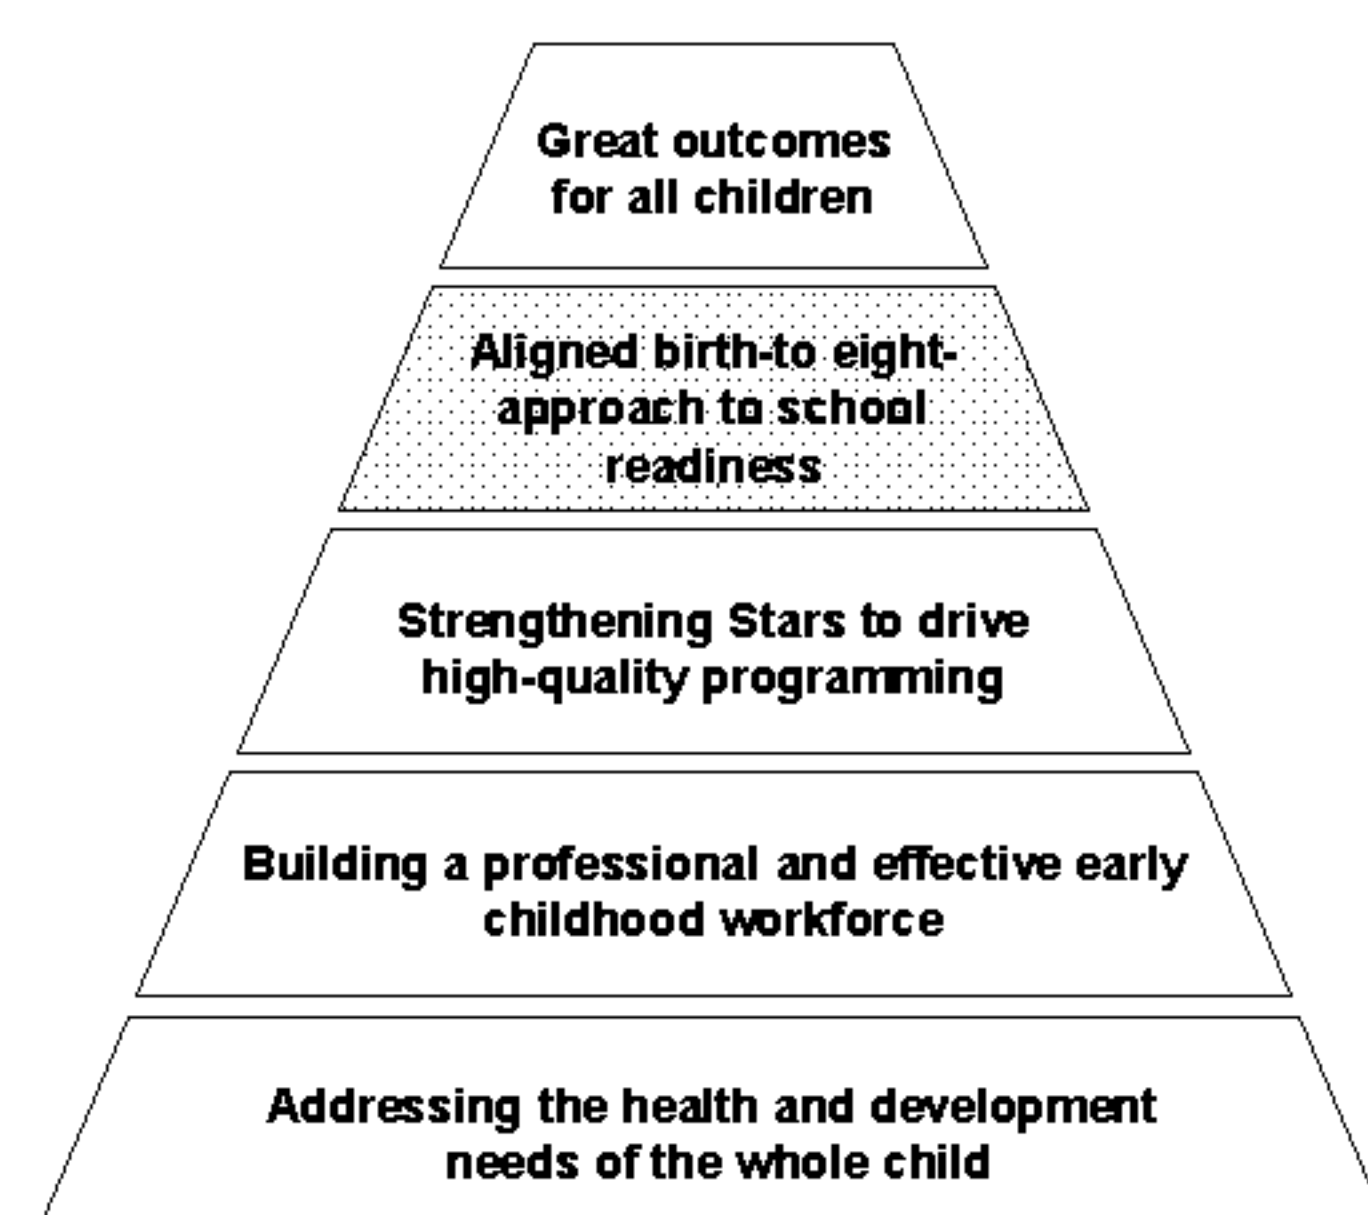 Great outcomes
for all children
Aligned birth-to eight-
approach to school
readiness
Strengthening Stars to drive
high-quality programming
Building a professional and effective early
childhood workforce
Addressing the health and development
needs of the whole child